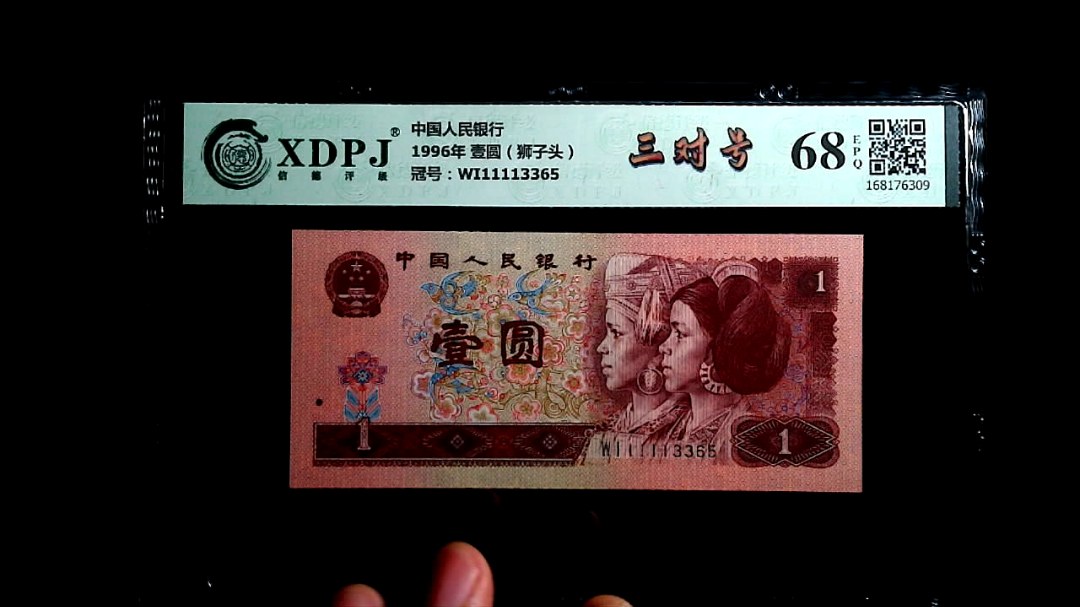 XDPJ®
信德评级
中国人民银行
1996年 壹圆（狮子头）
冠号：WI11113365
三对号
68
EPQ
168176309
中国人民银行
1
壹圆
1
WI11113365
1